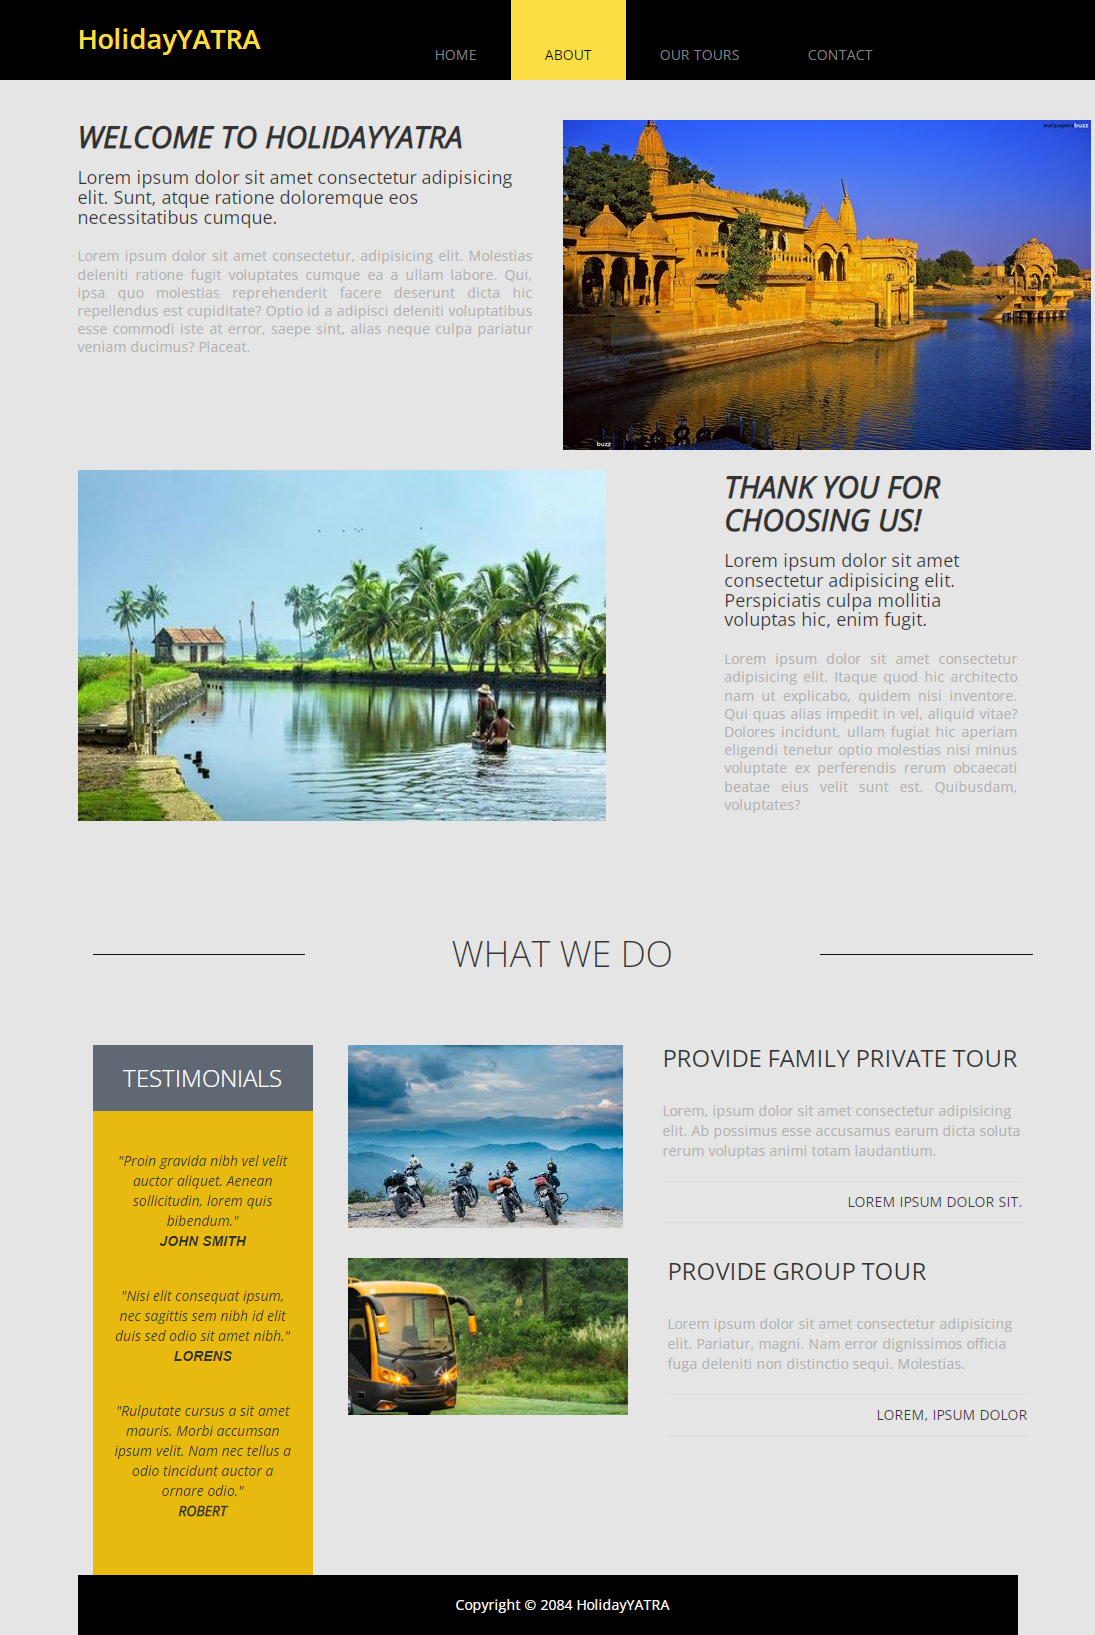 HolidayYATRA
HOME
ABOUT
OUR TOURS
CONTACT
WELCOME TO HOLIDAYYATRA
Lorem ipsum dolor sit amet consectetur adipisicing
elit. Sunt, atque ratione doloremque eos
necessitatibus cumque.
Lorem ipsum dolor sit amet consectetur, adipisicing elit. Molestias
deleniti ratione fugit voluptates cumque ea a ullam labore. Qui,
ipsa quo molestias reprehenderit facere deserunt dicta hic
repellendus est cupiditate? Optio id a adipisci deleniti voluptatibus
esse commodi iste at error, saepe sint, alias neque culpa pariatur
veniam ducimus? Placeat.
wallpapersbuzz
buzz
THANK YOU FOR
CHOOSING US!
Lorem ipsum dolor sit amet
consectetur adipisicing elit.
Perspiciatis culpa mollitia
voluptas hic, enim fugit.
Lorem ipsum dolor sit amet consectetur
adipisicing elit. Itaque quod hic architecto
nam ut explicabo, quidem nisi inventore.
Qui quas alias impedit in vel, aliquid vitae?
Dolores incidunt, ullam fugiat hic aperiam
eligendi tenetur optio molestias nisi minus
voluptate ex perferendis rerum obcaecati
beatae eius velit sunt est. Quibusdam,
voluptates?
WHAT WE DO
TESTIMONIALS
"Proin gravida nibh vel velit
auctor aliquet. Aenean
sollicitudin, lorem quis
bibendum."
JOHN SMITH
"Nisi elit consequat ipsum,
nec sagittis sem nibh id elit
duis sed odio sit amet nibh."
LORENS
"Rulputate cursus a sit amet
mauris. Morbi accumsan
ipsum velit. Nam nec tellus a
odio tincidunt auctor a
ornare odio."
ROBERT
PROVIDE FAMILY PRIVATE TOUR
Lorem, ipsum dolor sit amet consectetur adipisicing
elit. Ab possimus esse accusamus earum dicta soluta
rerum voluptas animi totam laudantium.
LOREM IPSUM DOLOR SIT.
PROVIDE GROUP TOUR
Lorem ipsum dolor sit amet consectetur adipisicing
elit. Pariatur, magni. Nam error dignissimos officia
fuga deleniti non distinctio sequi. Molestias.
LOREM, IPSUM DOLOR
Copyright © 2084 HolidayYATRA